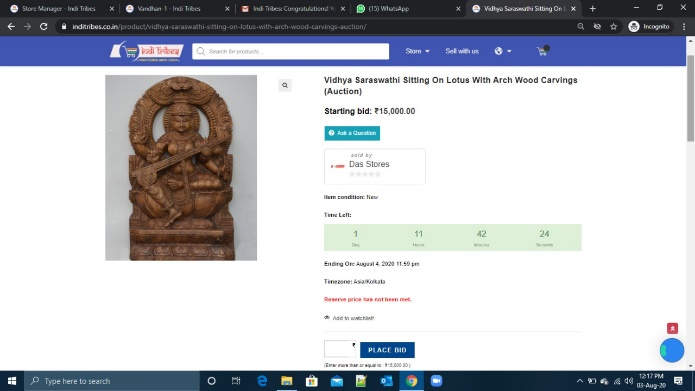 Store Manager - Indi Tribes
Vandhan 1 - Indi Tribes
Indi Tribes: Congratulations! Y
(15) WhatsApp
Vidhya Saraswathi Sitting On L
inditribes.co.in/product/vidhya-saraswathi-sitting-on-lotus-with-arch-wood-carvings-auction/
Incognito
Indi Tribes
Search for products...
Store
Sell with us
Vidhya Saraswathi Sitting On Lotus With Arch Wood Carvings
(Auction)
Starting bid: ₹15,000.00
Ask a Question
sold by
Das Stores
Item condition: New
Time Left:
1 11 42 24
Day Hours Minutes Seconds
Ending On: August 4, 2020 11:59 pm
Timezone: Asia/Kolkata
Reserve price has not been met.
Add to watchlist!
₹
PLACE BID
(Enter more than or equal to : ₹15,000.00 )
Type here to search
12:17 PM
03-Aug-20